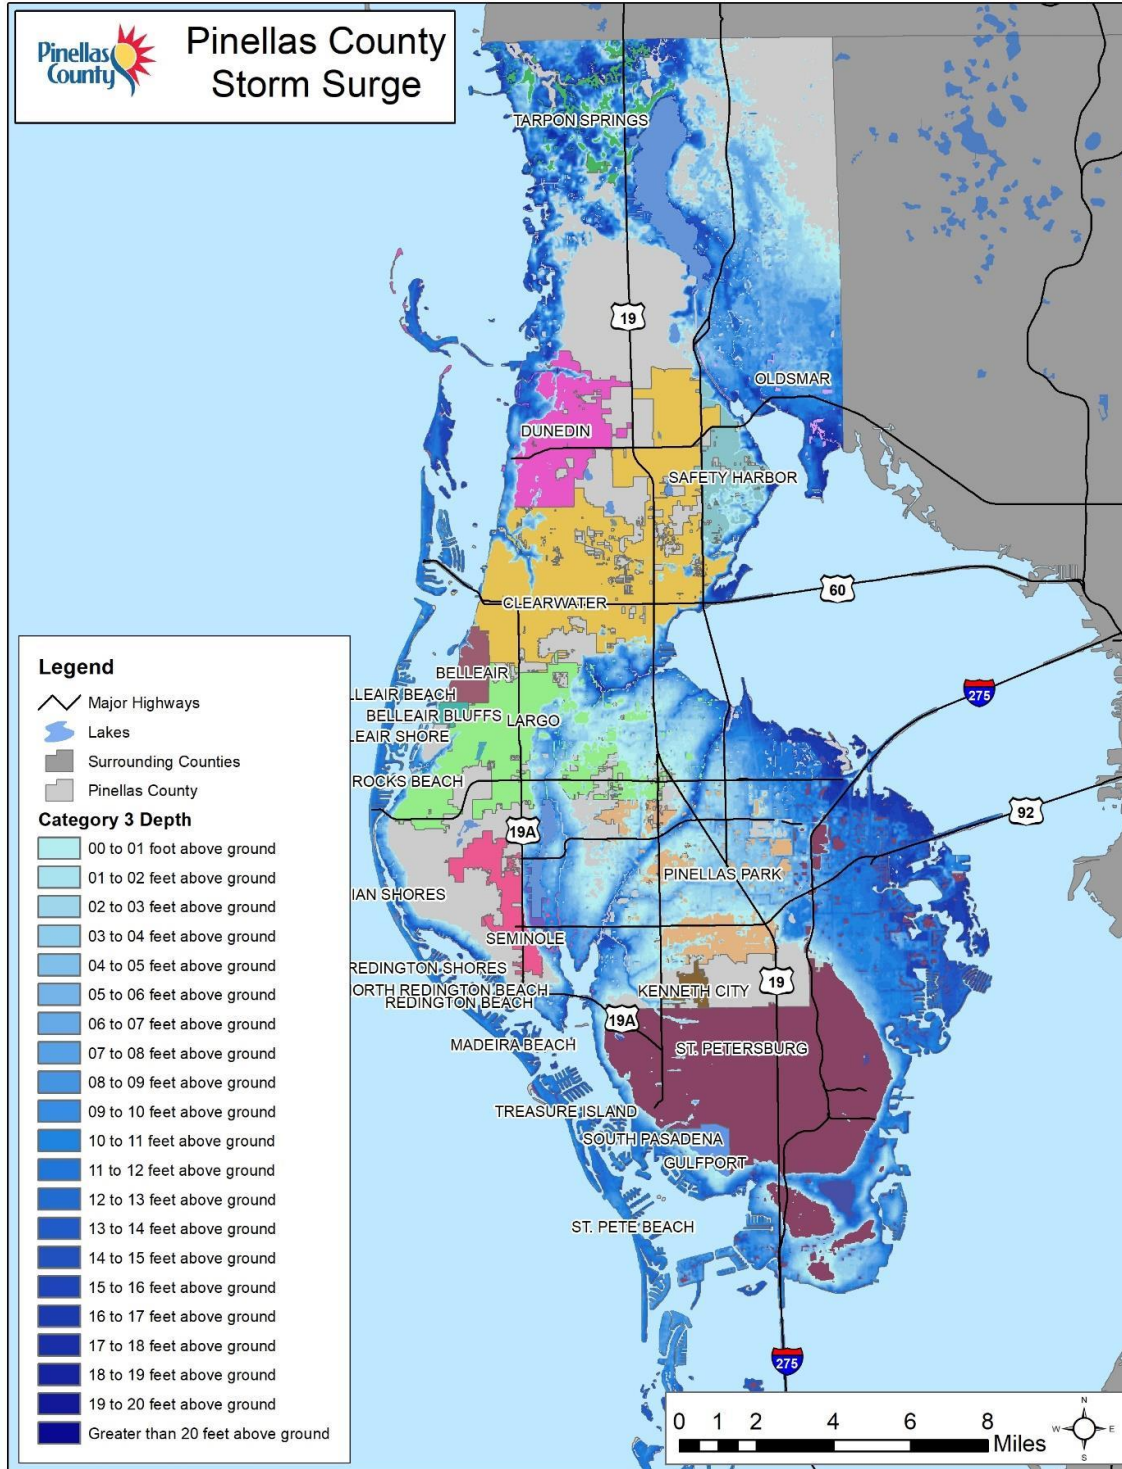 Pinellas
County
Pinellas County
Storm Surge
TARPON SPRINGS
19
OLDSMAR
DUNEDIN
SAFETY HARBOR
60
CLEARWATER
BELLEAIR
LLEAIR BEACH
275
BELLEAIR BLUFFS
LARGO
LEAIR SHORE
ROCKS BEACH
92
19A
PINELLAS PARK
IAN SHORES
SEMINOLE
REDINGTON SHORES
19
NORTH REDINGTON BEACH
KENNETH CITY
REDINGTON BEACH
19A
MADEIRA BEACH
ST. PETERSBURG
TREASURE ISLAND
SOUTH PASADENA
GULFPORT
ST. PETE BEACH
275
Legend
Major Highways
Lakes
Surrounding Counties
Pinellas County
Category 3 Depth
00 to 01 foot above ground
01 to 02 feet above ground
02 to 03 feet above ground
03 to 04 feet above ground
04 to 05 feet above ground
05 to 06 feet above ground
06 to 07 feet above ground
07 to 08 feet above ground
08 to 09 feet above ground
09 to 10 feet above ground
10 to 11 feet above ground
11 to 12 feet above ground
12 to 13 feet above ground
13 to 14 feet above ground
14 to 15 feet above ground
15 to 16 feet above ground
16 to 17 feet above ground
17 to 18 feet above ground
18 to 19 feet above ground
19 to 20 feet above ground
Greater than 20 feet above ground
0 1 2 4 6 8
Miles
N
W E
S